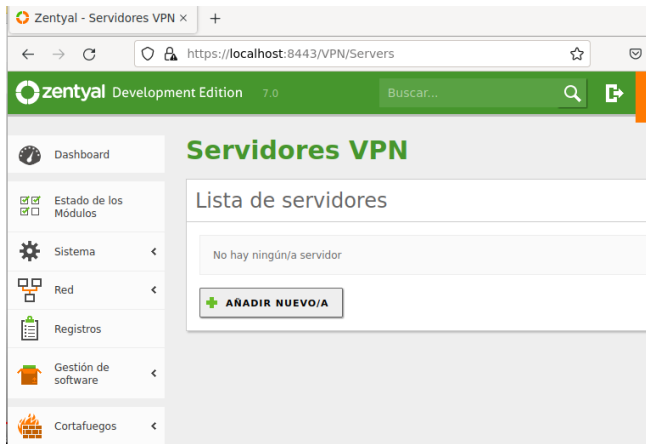 Zentyal - Servidores VPN
https://localhost:8443/VPN/Servers
zentyal Development Edition 7.0 Buscar...
Dashboard
Estado de los
Módulos
Sistema
Red
Registros
Gestión de
software
Cortafuegos
Servidores VPN
Lista de servidores
No hay ningún/a servidor
AÑADIR NUEVO/A